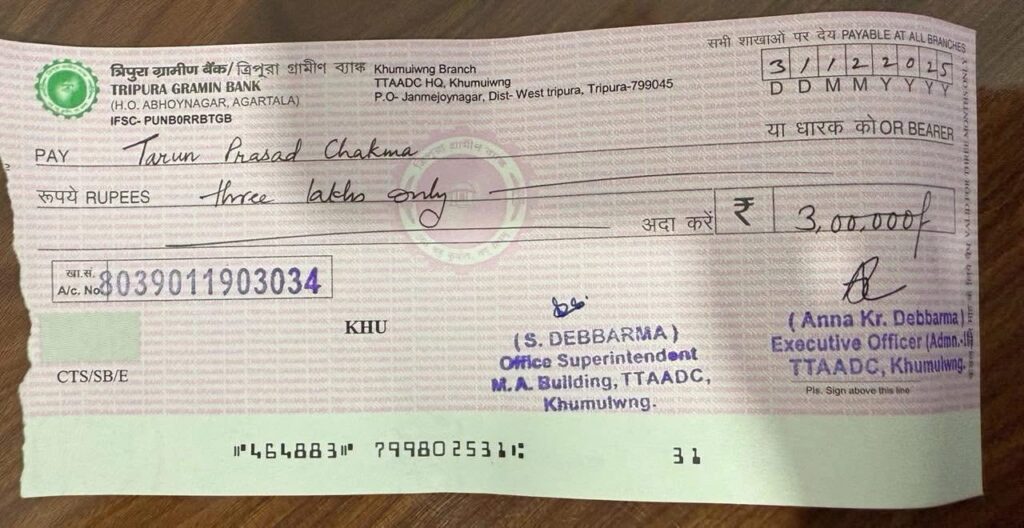 सभी शाखाओं पर देय PAYABLE AT ALL BRANCHES
त्रिपुरा ग्रामीण बैंक/ ত্রিপুরা গ্রামীণ ব্যাংক
TRIPURA GRAMIN BANK
(H.O. ABHOYNAGAR, AGARTALA)
IFSC- PUNB0RRBTGB
Khumuiwng Branch
TTAADC HQ, Khumuiwng
P.O- Janmejoynagar, Dist- West tripura, Tripura-799045
3 1 1 2 2 0 2 5
D D M M Y Y Y Y
या धारक को OR BEARER
PAY Tarun Prasad Chakma
रूपये RUPEES three lakhs only
अदा करें ₹ 3,00,000/
खा.सं.
A/c. No. 8039011903034
KHU
CTS/SB/E
(S. DEBBARMA)
Office Superintendent
M.A. Building, TTAADC,
Khumulwng.
(Anna Kr. Debbarma)
Executive Officer (Admn.-II)
TTAADC, Khumulwng.
Pls. Sign above this line
⑈464883⑈ 799802531⑆ 31